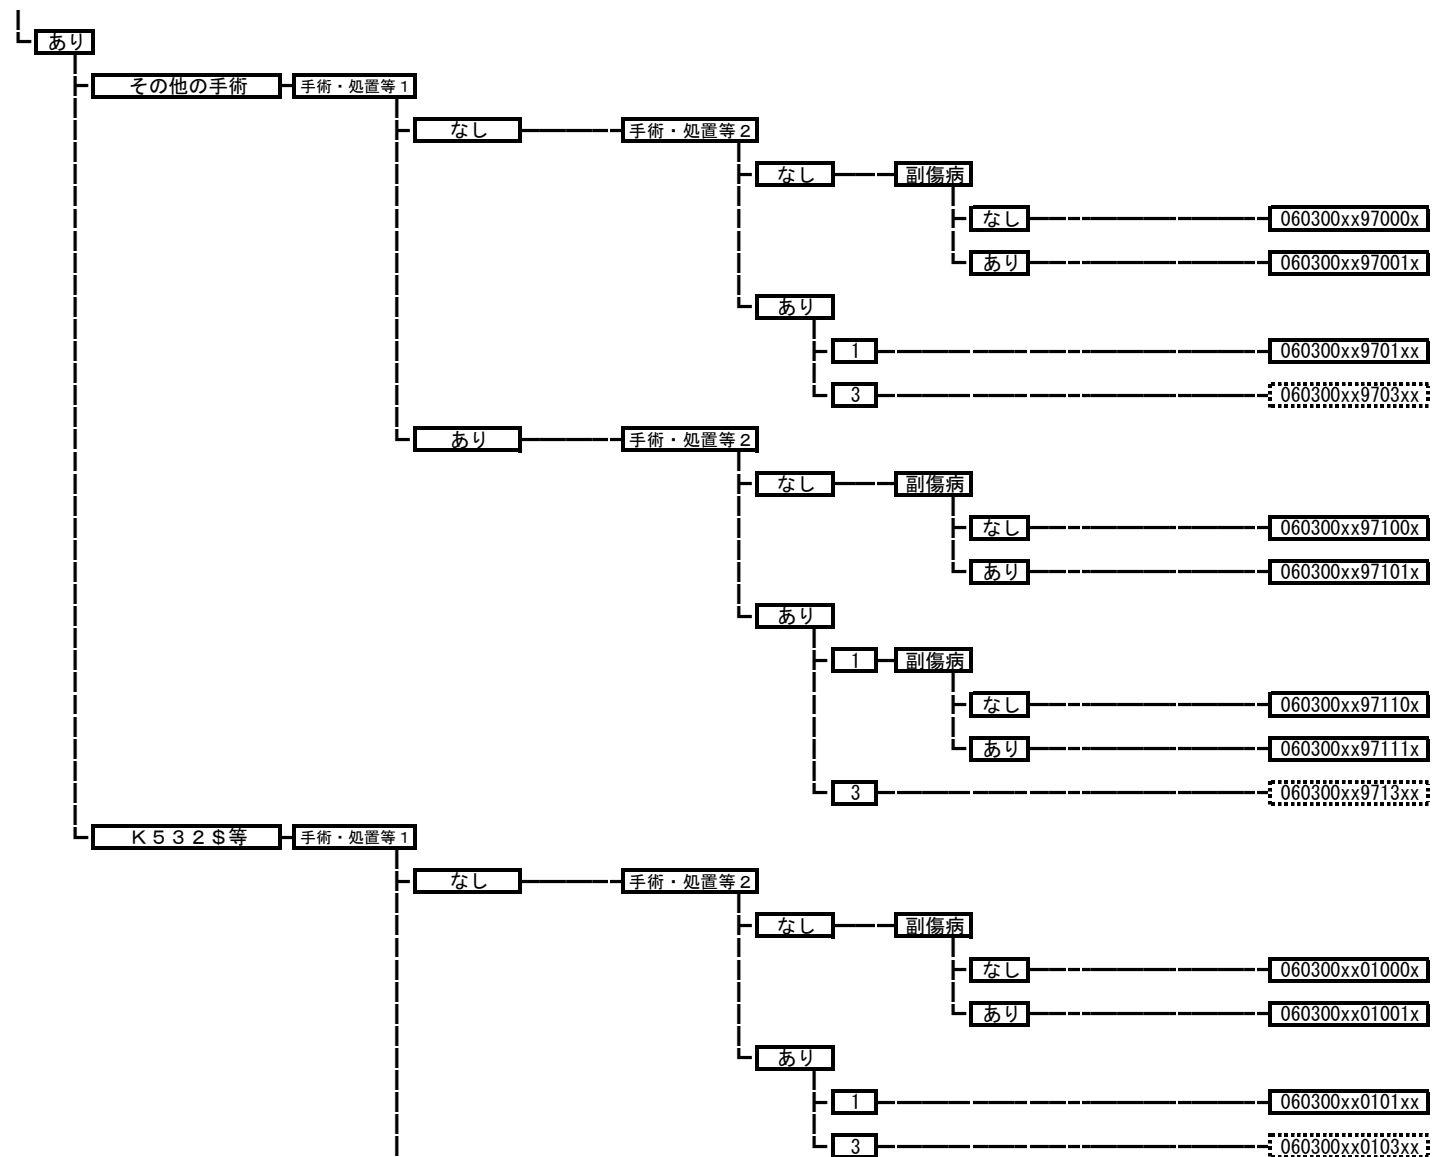 あり
その他の手術 手術・処置等１
なし 手術・処置等２
なし 副傷病
なし 060300xx97000x
あり 060300xx97001x
あり
1 060300xx9701xx
3 060300xx9703xx
あり 手術・処置等２
なし 副傷病
なし 060300xx97100x
あり 060300xx97101x
あり
1 副傷病
なし 060300xx97110x
あり 060300xx97111x
3 060300xx9713xx
Ｋ５３２＄等 手術・処置等１
なし 手術・処置等２
なし 副傷病
なし 060300xx01000x
あり 060300xx01001x
あり
1 060300xx0101xx
3 060300xx0103xx